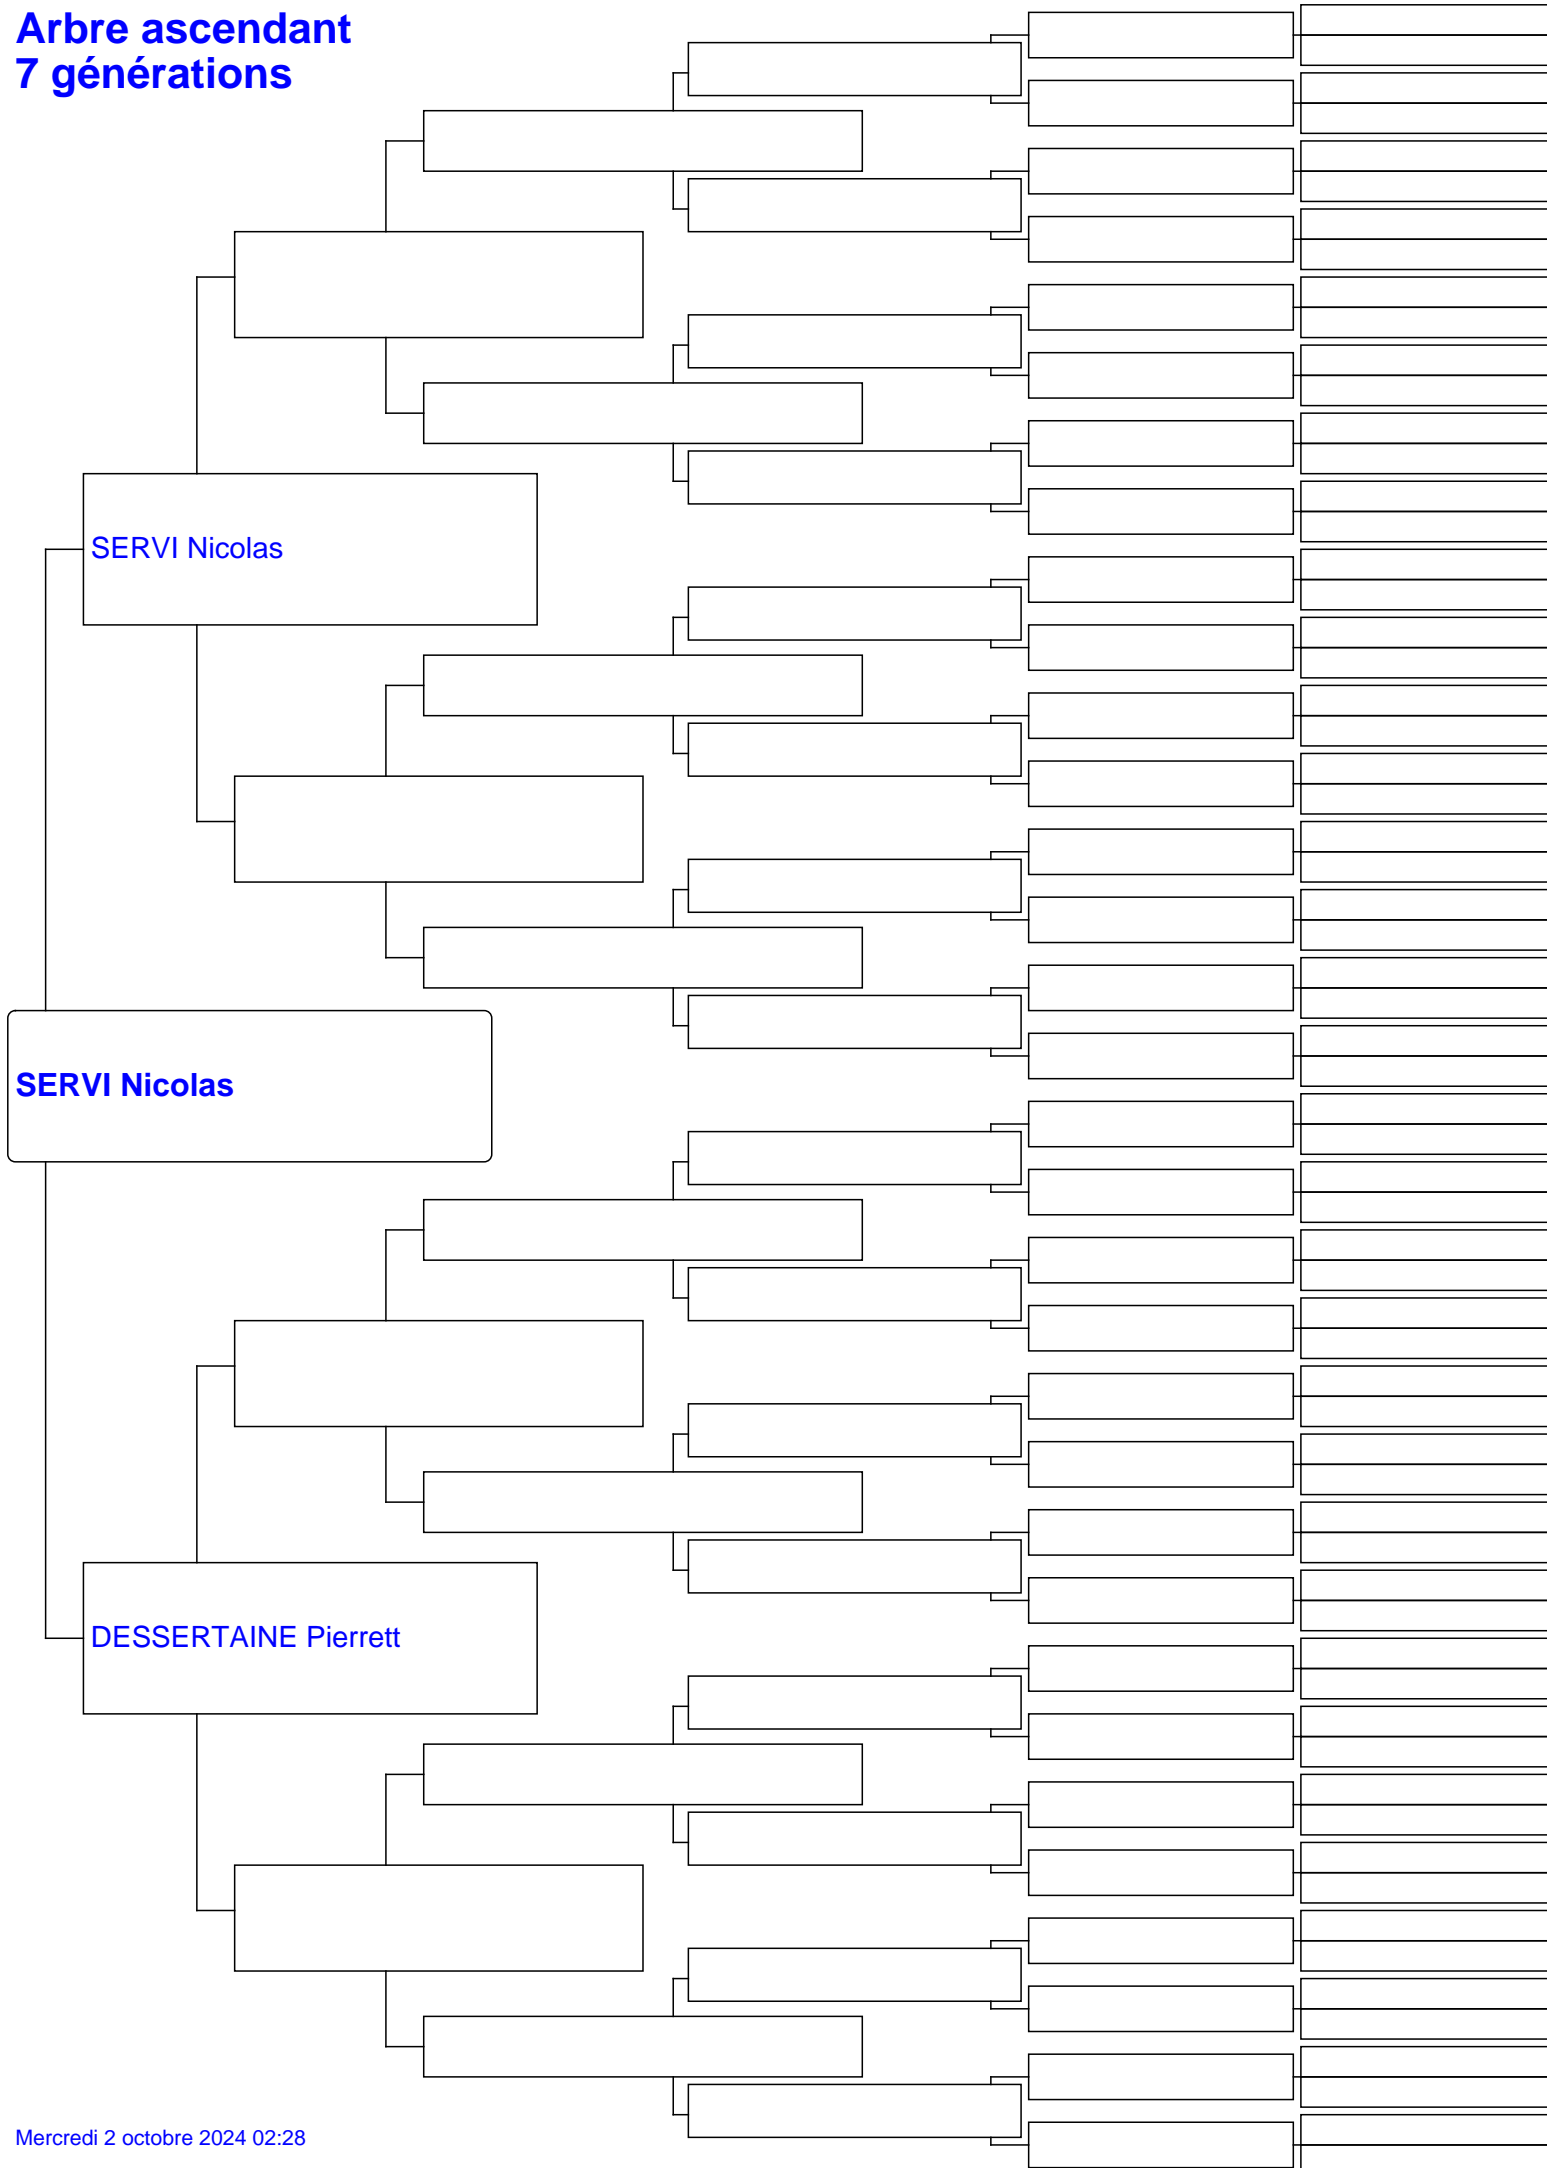 Arbre ascendant
7 générations
SERVI Nicolas
SERVI Nicolas
DESSERTAINE Pierrett
Mercredi 2 octobre 2024 02:28